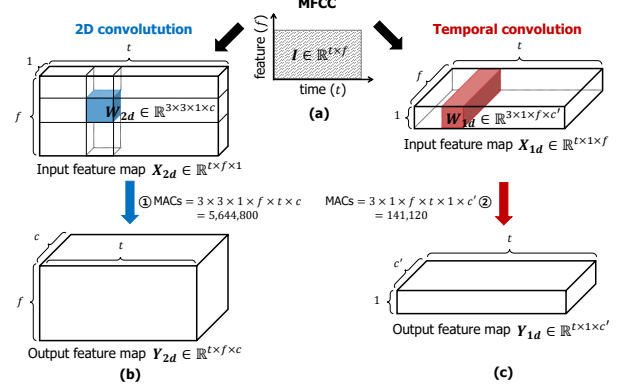 MFCC
2D convolutution
Temporal convolution
feature (f)
I ∈ ℝ^{t×f}
time (t)
(a)
1
t
f
W_{2d} ∈ ℝ^{3×3×1×c}
Input feature map X_{2d} ∈ ℝ^{t×f×1}
t
f
1
W_{1d} ∈ ℝ^{3×1×f×c'}
Input feature map X_{1d} ∈ ℝ^{t×1×f}
① MACs = 3 × 3 × 1 × f × t × c
= 5,644,800
MACs = 3 × 1 × f × t × 1 × c' ②
= 141,120
c
t
f
Output feature map Y_{2d} ∈ ℝ^{t×f×c}
(b)
t
c'
1
Output feature map Y_{1d} ∈ ℝ^{t×1×c'}
(c)